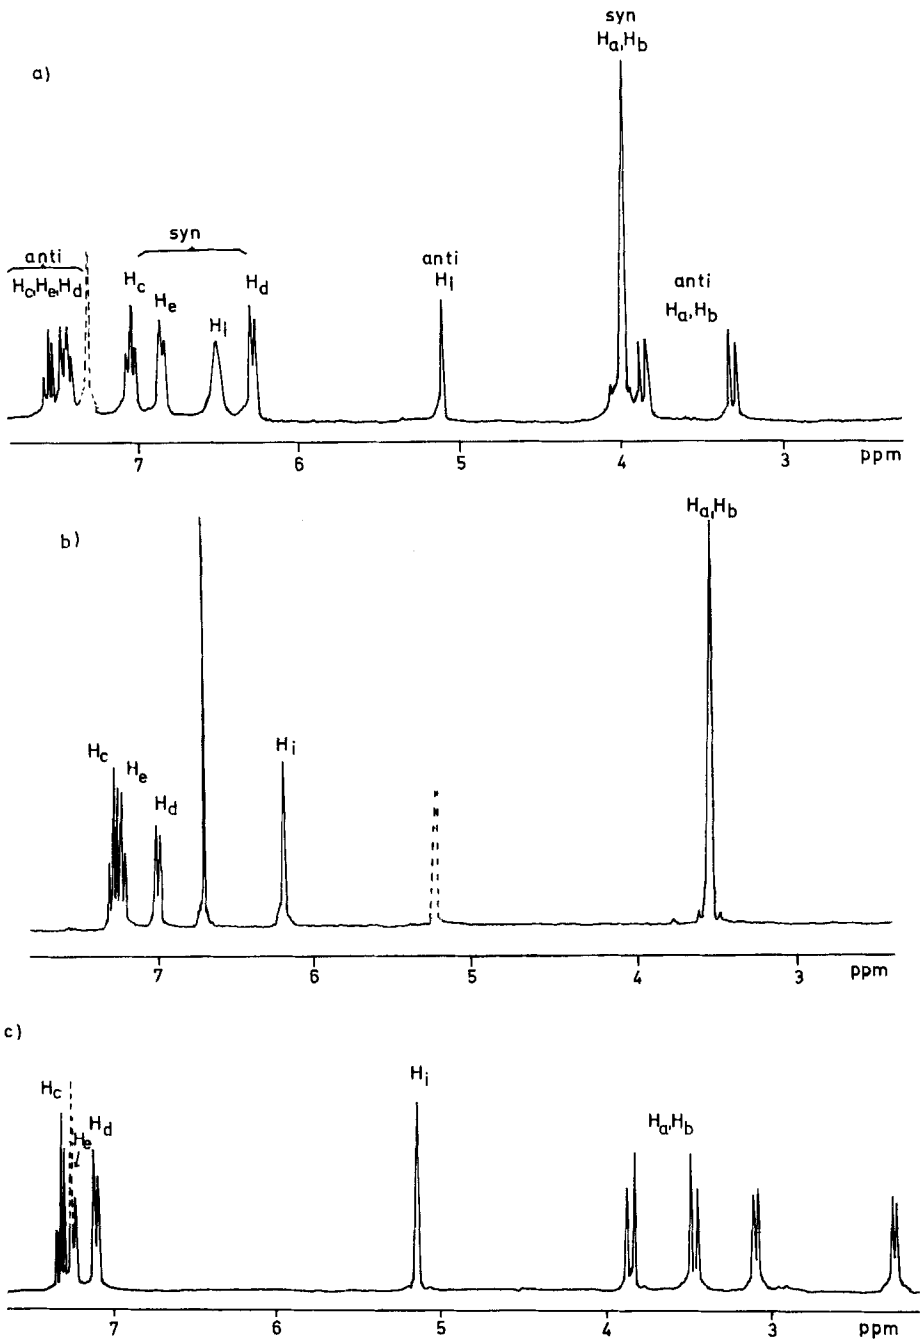 syn
Ha,Hb
a)
syn
anti
Hc,He,Hd
Hc
He
Hi
Hd
anti
Hi
anti
Ha,Hb
7 6 5 4 3 ppm
b)
Ha,Hb
Hc
He
Hd
Hi
7 6 5 4 3 ppm
c)
Hc
He
Hd
Hi
Ha,Hb
7 5 4 3 ppm